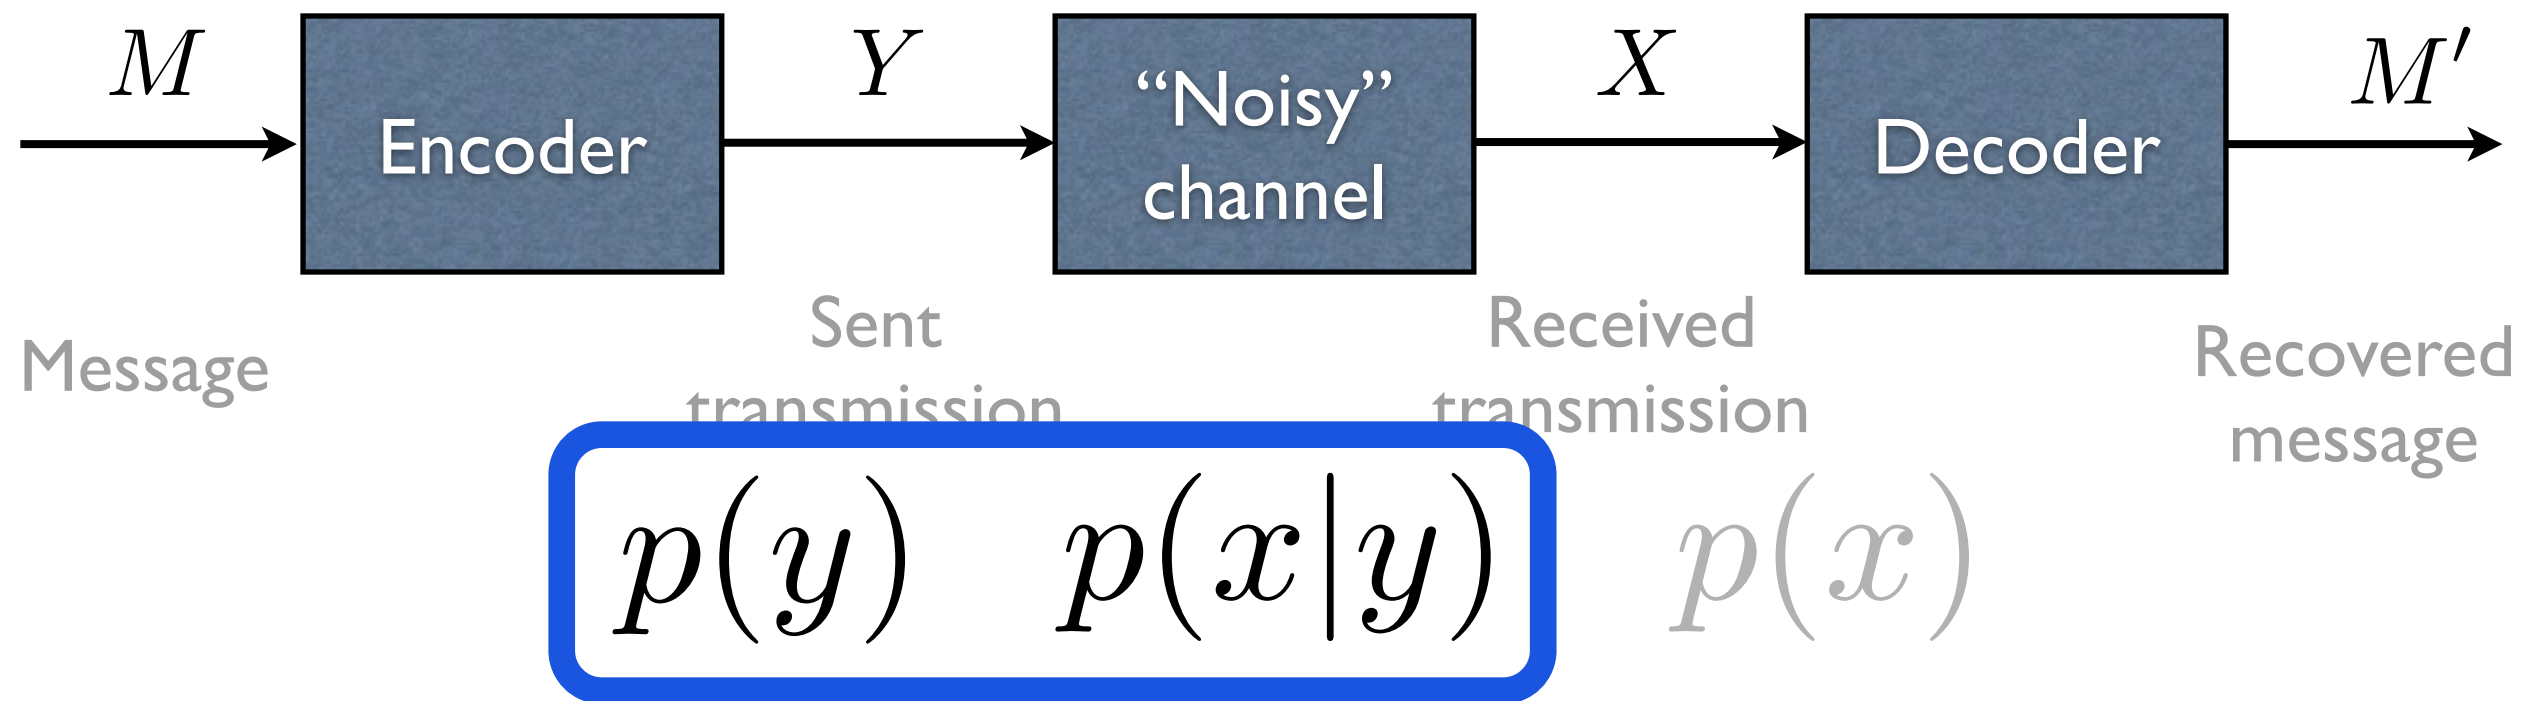 M
Y
X
M′
Encoder
“Noisy”
channel
Decoder
Message
Sent
transmission
Received
transmission
Recovered
message
p(y)
p(x|y)
p(x)